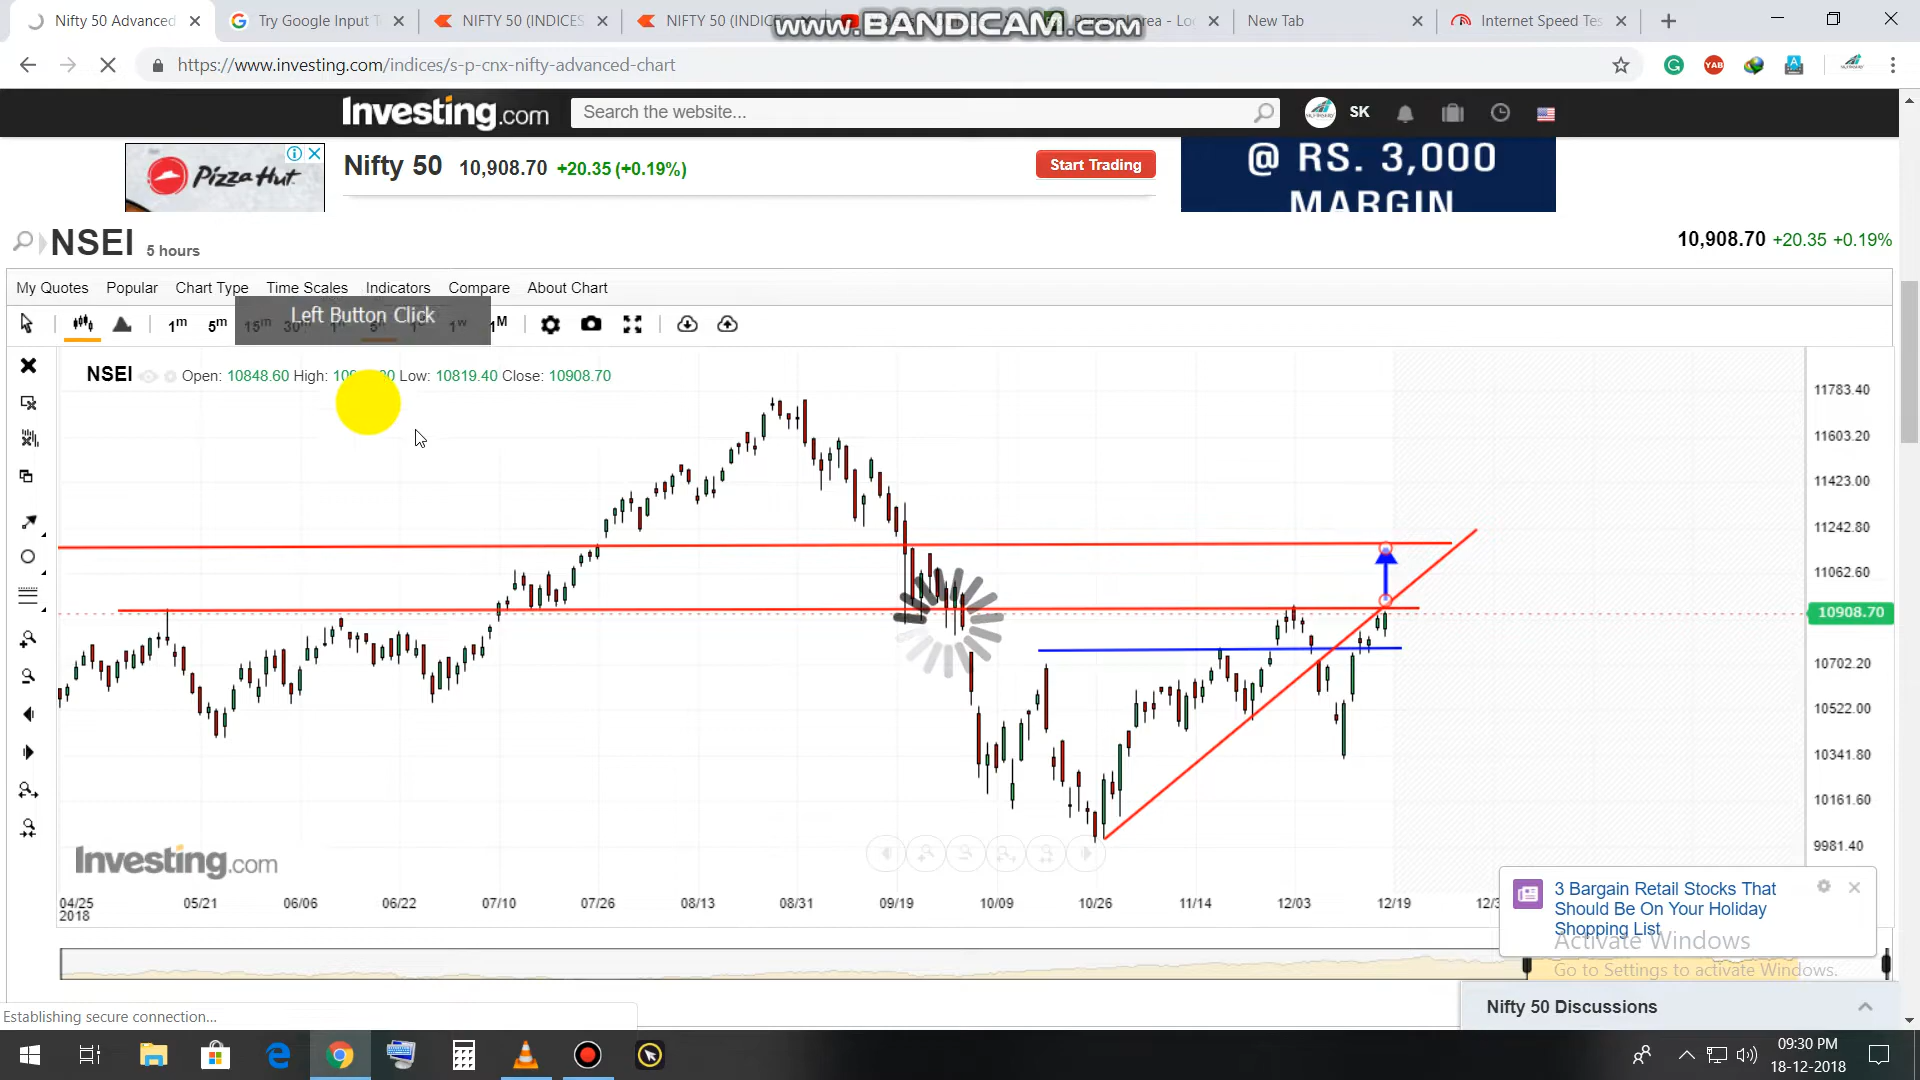 Nifty 50 Advanced
Try Google Input T
NIFTY 50 (INDICES
NIFTY 50 (INDIC
New Tab
Internet Speed Tes
www.BANDICAM.com
https://www.investing.com/indices/s-p-cnx-nifty-advanced-chart
YAB
Investing.com
Search the website...
SK
Pizza Hut
Nifty 50 10,908.70 +20.35 (+0.19%)
Start Trading
@ RS. 3,000
MARGIN
NSEI 5 hours
10,908.70 +20.35 +0.19%
My Quotes Popular Chart Type Time Scales Indicators Compare About Chart
Left Button Click
1m 5m 15m 30m 1M
NSEI Open: 10848.60 High: Low: 10819.40 Close: 10908.70
11783.40
11603.20
11423.00
11242.80
11062.60
10908.70
10702.20
10522.00
10341.80
10161.60
9981.40
Investing.com
04/25 05/21 06/06 06/22 07/10 07/26 08/13 08/31 09/19 10/09 10/26 11/14 12/03 12/19
2018
3 Bargain Retail Stocks That
Should Be On Your Holiday
Shopping List
Activate Windows
Go to Settings to activate Windows.
Nifty 50 Discussions
Establishing secure connection...
09:30 PM
18-12-2018